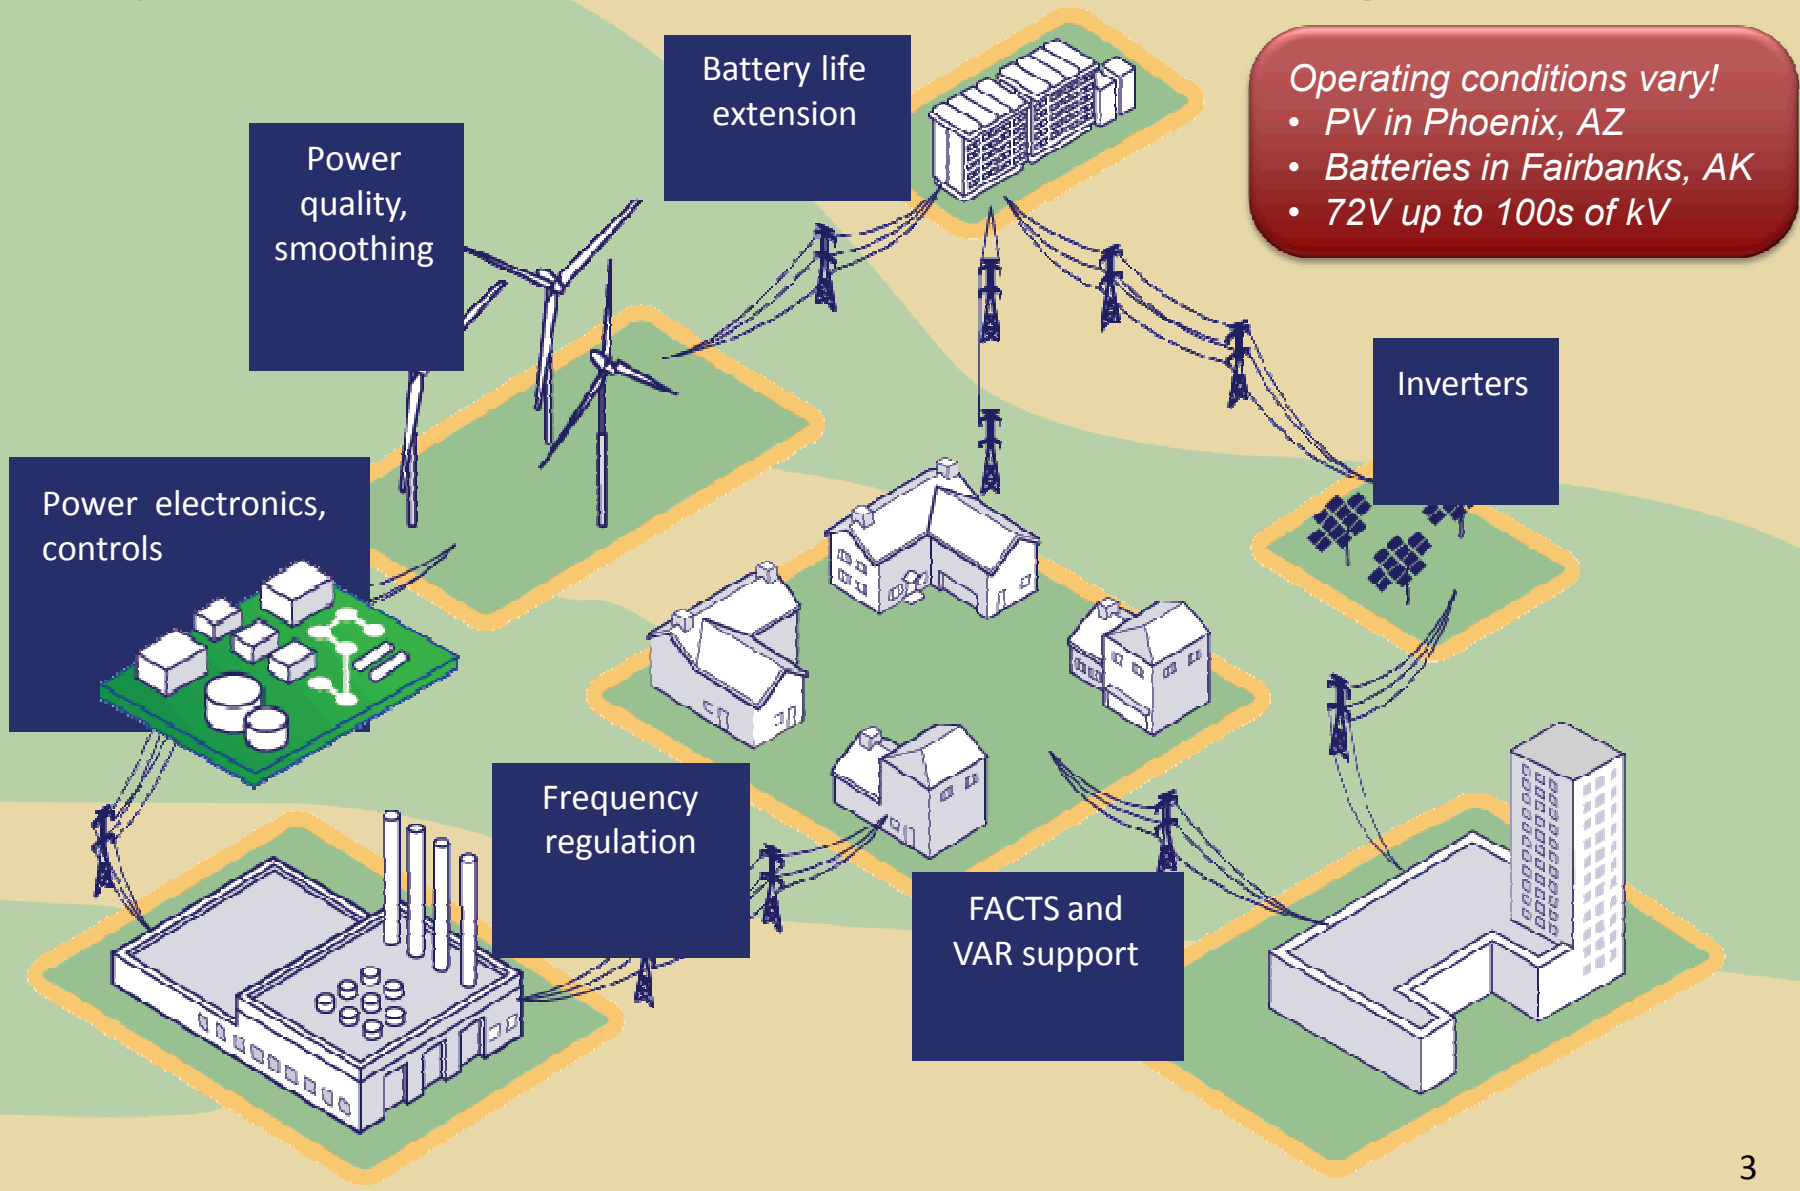 Battery life
extension
Operating conditions vary!
• PV in Phoenix, AZ
• Batteries in Fairbanks, AK
• 72V up to 100s of kV
Power
quality,
smoothing
Inverters
Power electronics,
controls
Frequency
regulation
FACTS and
VAR support
3